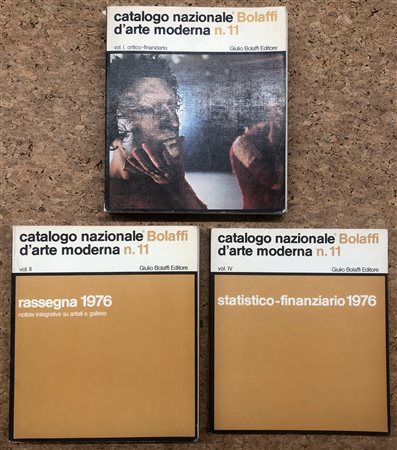 catalogo nazionale° Bolaffi
d'arte moderna n.11
vol. I, critico-finanziario
Giulio Bolaffi Editore
catalogo nazionale° Bolaffi
d'arte moderna n.11
vol. II
Giulio Bolaffi Editore
rassegna 1976
notizie integrative su artisti e gallerie
catalogo nazionale° Bolaffi
d'arte moderna n.11
vol. IV
Giulio Bolaffi Editore
statistico-finanziario 1976